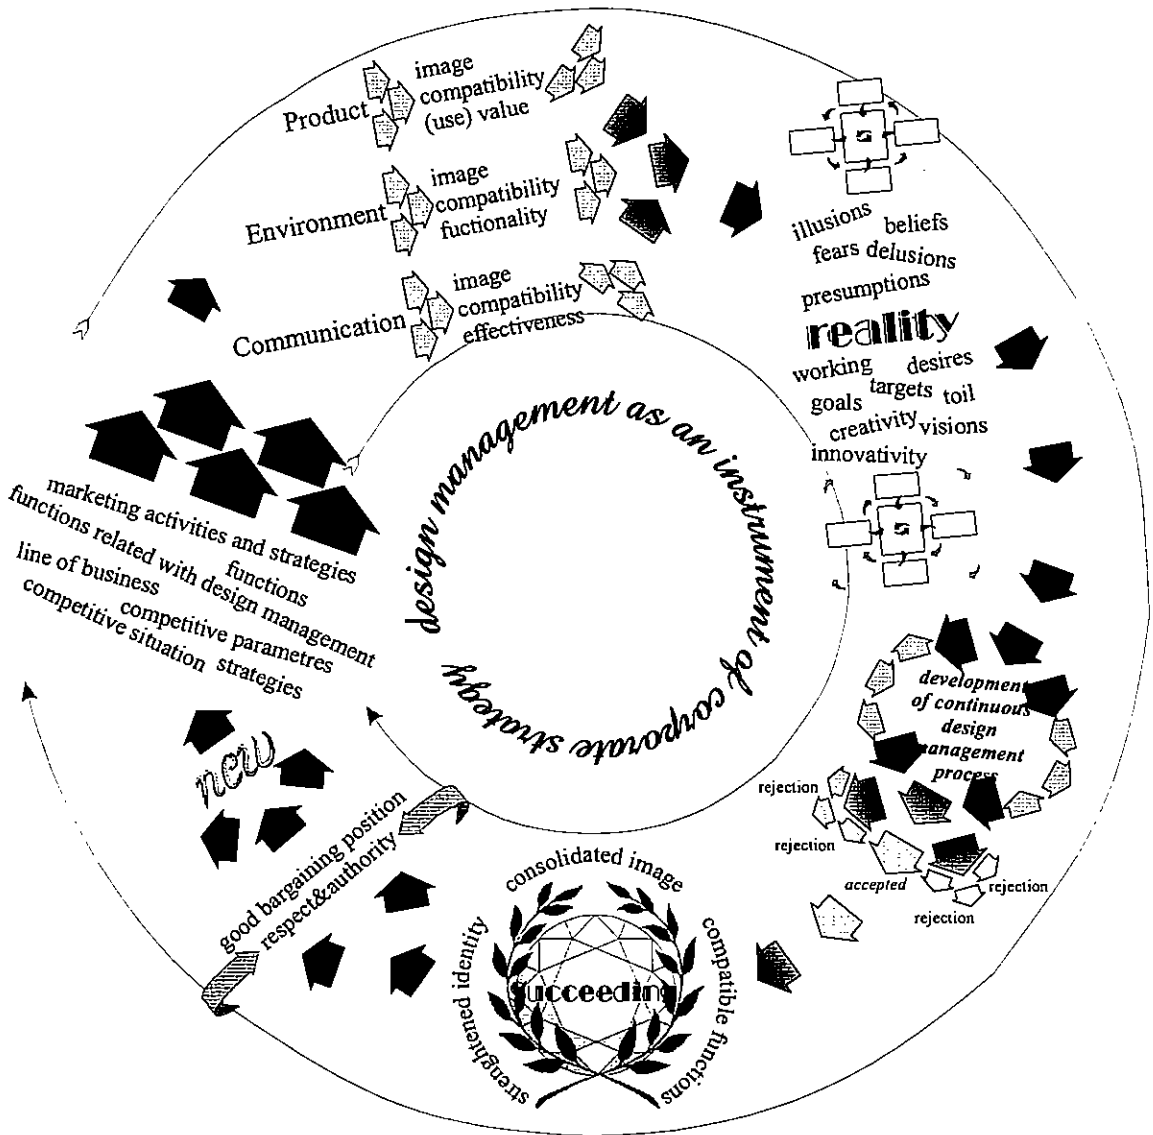 Product
image
compatibility
(use) value
Environment
image
compatibility
fuctionality
Communication
image
compatibility
effectiveness
illusions
beliefs
fears delusions
presumptions
reality
working
desires
goals
targets
toil
creativity
visions
innovativity
development
of continuous
design
management
process
rejection
rejection
accepted
rejection
rejection
compatible functions
consolidated image
strenghtened identity
Succeeding
good bargaining position
respect&authority
new
marketing activities and strategies
functions
functions related with design management
line of business
competitive parametres
competitive situation
strategies
design management as an instrument of corporate strategy